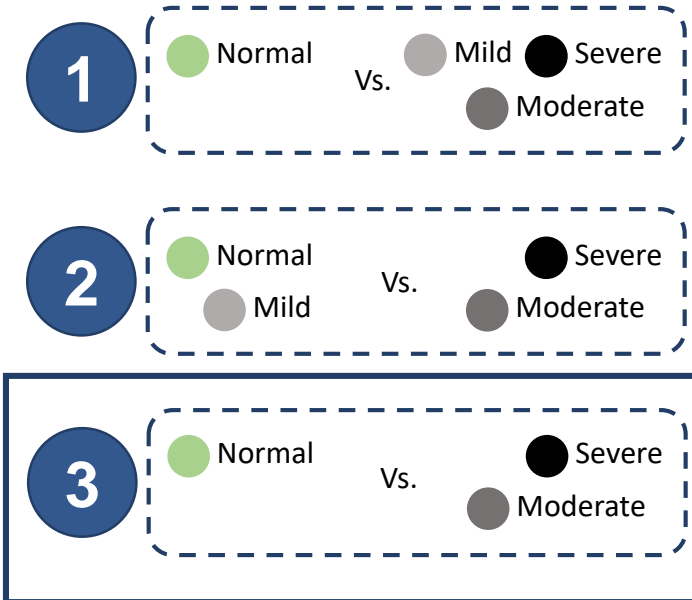 1
Normal Vs. Mild Severe
Moderate
2
Normal Vs. Severe
Mild Moderate
3
Normal Vs. Severe
Moderate